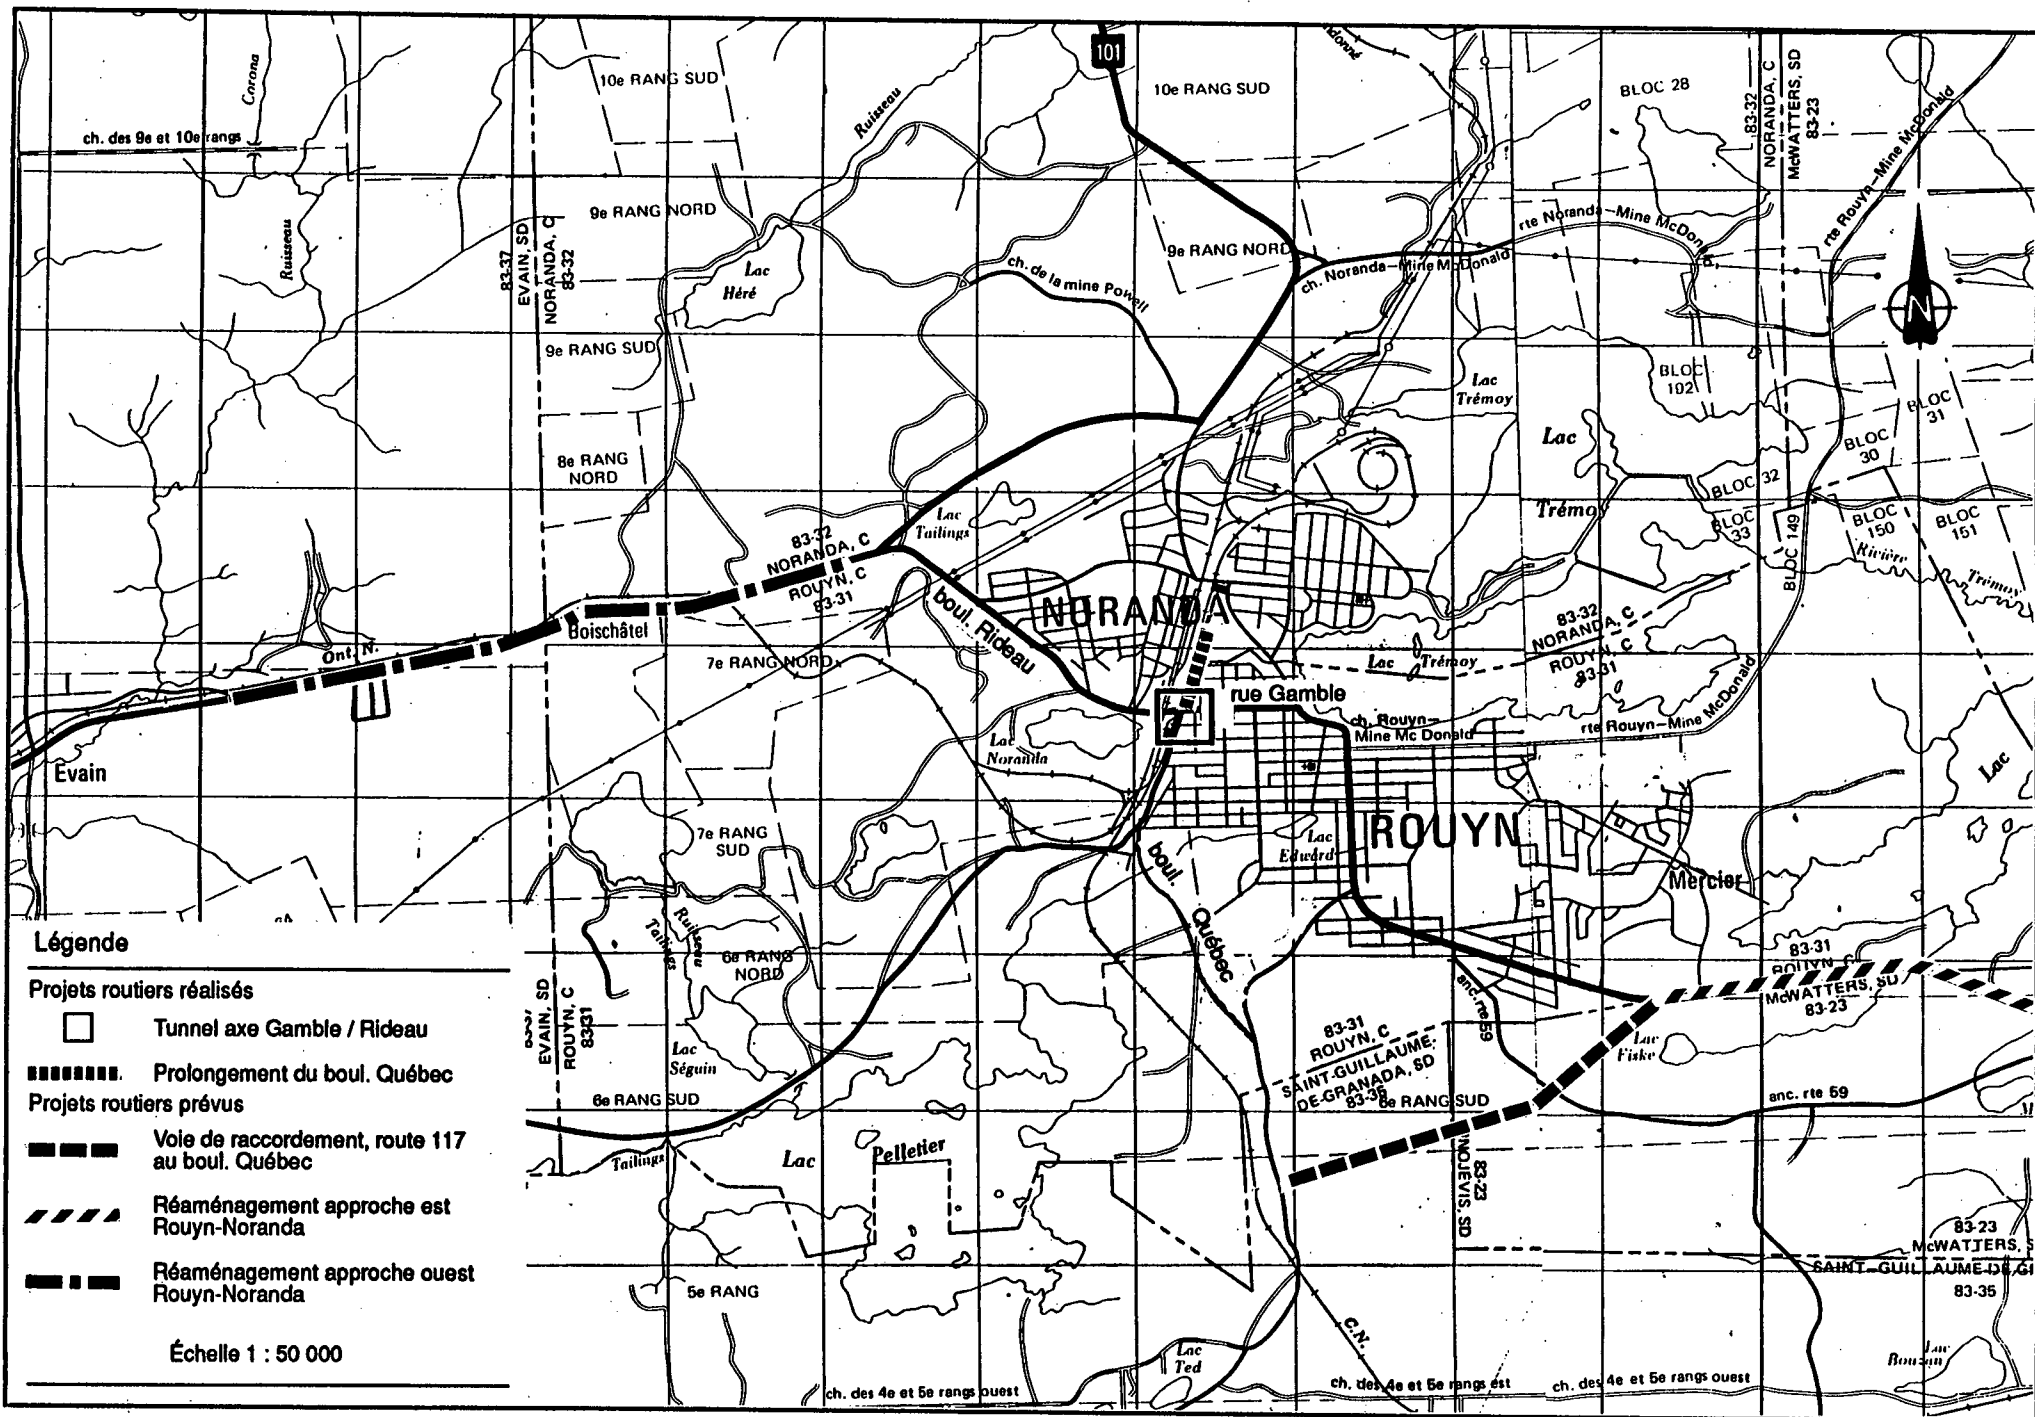 101
10e RANG SUD
10e RANG SUD
BLOC 28
83-32
NORANDA, C
McWATTERS, SD
83-23
Corona
Ruisseau
ch. des 9e et 10e rangs
rte Rouyn-Mine McDonald
Ruisseau
9e RANG NORD
9e RANG NORD
rte Noranda-Mine McDonald
ch. Noranda-Mine McDonald
83-37
EVAIN, SD
NORANDA, C
83-32
Lac
Héré
ch. de la mine Powell
N
9e RANG SUD
Lac
Trémoy
BLOC
102
BLOC
31
BLOC
30
8e RANG
NORD
Lac
Trémoy
BLOC 32
BLOC
33
BLOC 149
BLOC
150
BLOC
151
Rivière
Trémoy
Lac
Tailings
83-32
NORANDA, C
ROUYN, C
83-31
boul. Rideau
NORANDA
Boischâtel
Ont. N.
7e RANG NORD
83-32
NORANDA, C
ROUYN, C
83-31
Lac Trémoy
rue Gamble
ch. Rouyn-
Mine Mc Donald
rte Rouyn-Mine McDonald
Evain
Lac
Noranda
Lac
7e RANG
SUD
Lac
Edward
ROUYN
Mercier
boul. Québec
Ruisseau
Tailings
6e RANG
NORD
83-31
ROUYN, C
McWATTERS, SD
83-23
anc. rte 59
83-37
EVAIN, SD
ROUYN, C
83-31
Lac
Séguin
83-31
ROUYN, C
SAINT-GUILLAUME-
DE-GRANADA, SD
83-35
Lac
Fiske
6e RANG SUD
6e RANG SUD
anc. rte 59
Tailings
Lac
Pelletier
83-23
5e RANG
83-23
McWATTERS, S
SAINT-GUILLAUME-DE-G
83-35
C.N.
Lac
Ted
ch. des 4e et 5e rangs ouest
ch. des 4e et 5e rangs est
ch. des 4e et 5e rangs ouest
Légende
Projets routiers réalisés
Tunnel axe Gamble / Rideau
Prolongement du boul. Québec
Projets routiers prévus
Voie de raccordement, route 117
au boul. Québec
Réaménagement approche est
Rouyn-Noranda
Réaménagement approche ouest
Rouyn-Noranda
Échelle 1 : 50 000